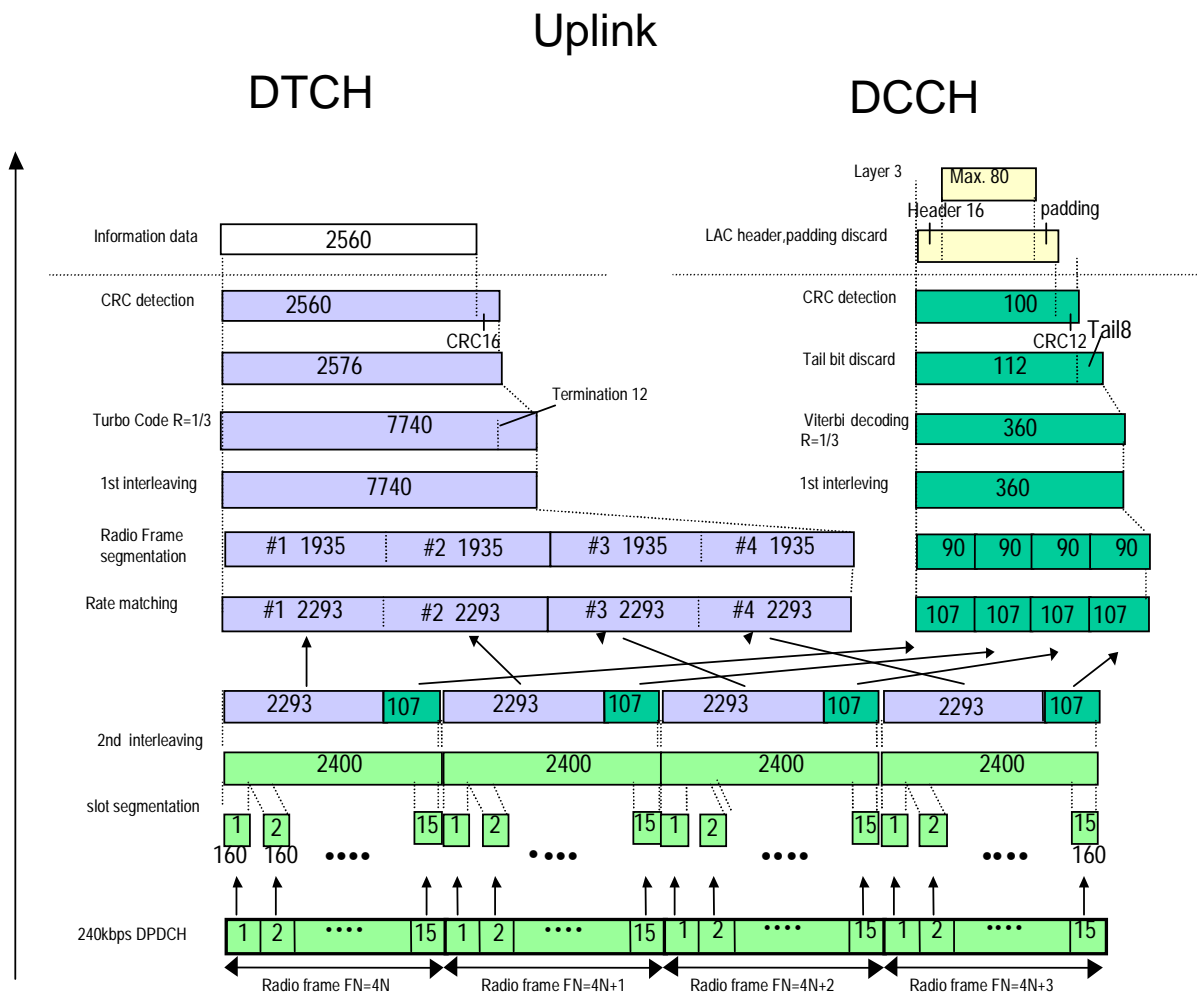 Uplink
DTCH
DCCH
Layer 3
Max. 80
Header 16
padding
Information data
2560
LAC header,padding discard
CRC detection
2560
CRC detection
100
CRC16
CRC12
Tail8
2576
Tail bit discard
112
Termination 12
Turbo Code R=1/3
7740
Viterbi decoding
R=1/3
360
1st interleaving
7740
1st interleving
360
Radio Frame
segmentation
#1 1935
#2 1935
#3 1935
#4 1935
90
90
90
90
Rate matching
#1 2293
#2 2293
#3 2293
#4 2293
107
107
107
107
2293
107
2293
107
2293
107
2293
107
2nd interleaving
2400
2400
2400
2400
slot segmentation
1
2
15
1
2
15
1
2
15
1
2
15
160
160
••••
••••
••••
••••
160
240kbps DPDCH
1
2
••••
15
1
2
••••
15
1
2
••••
15
1
2
••••
15
Radio frame FN=4N
Radio frame FN=4N+1
Radio frame FN=4N+2
Radio frame FN=4N+3